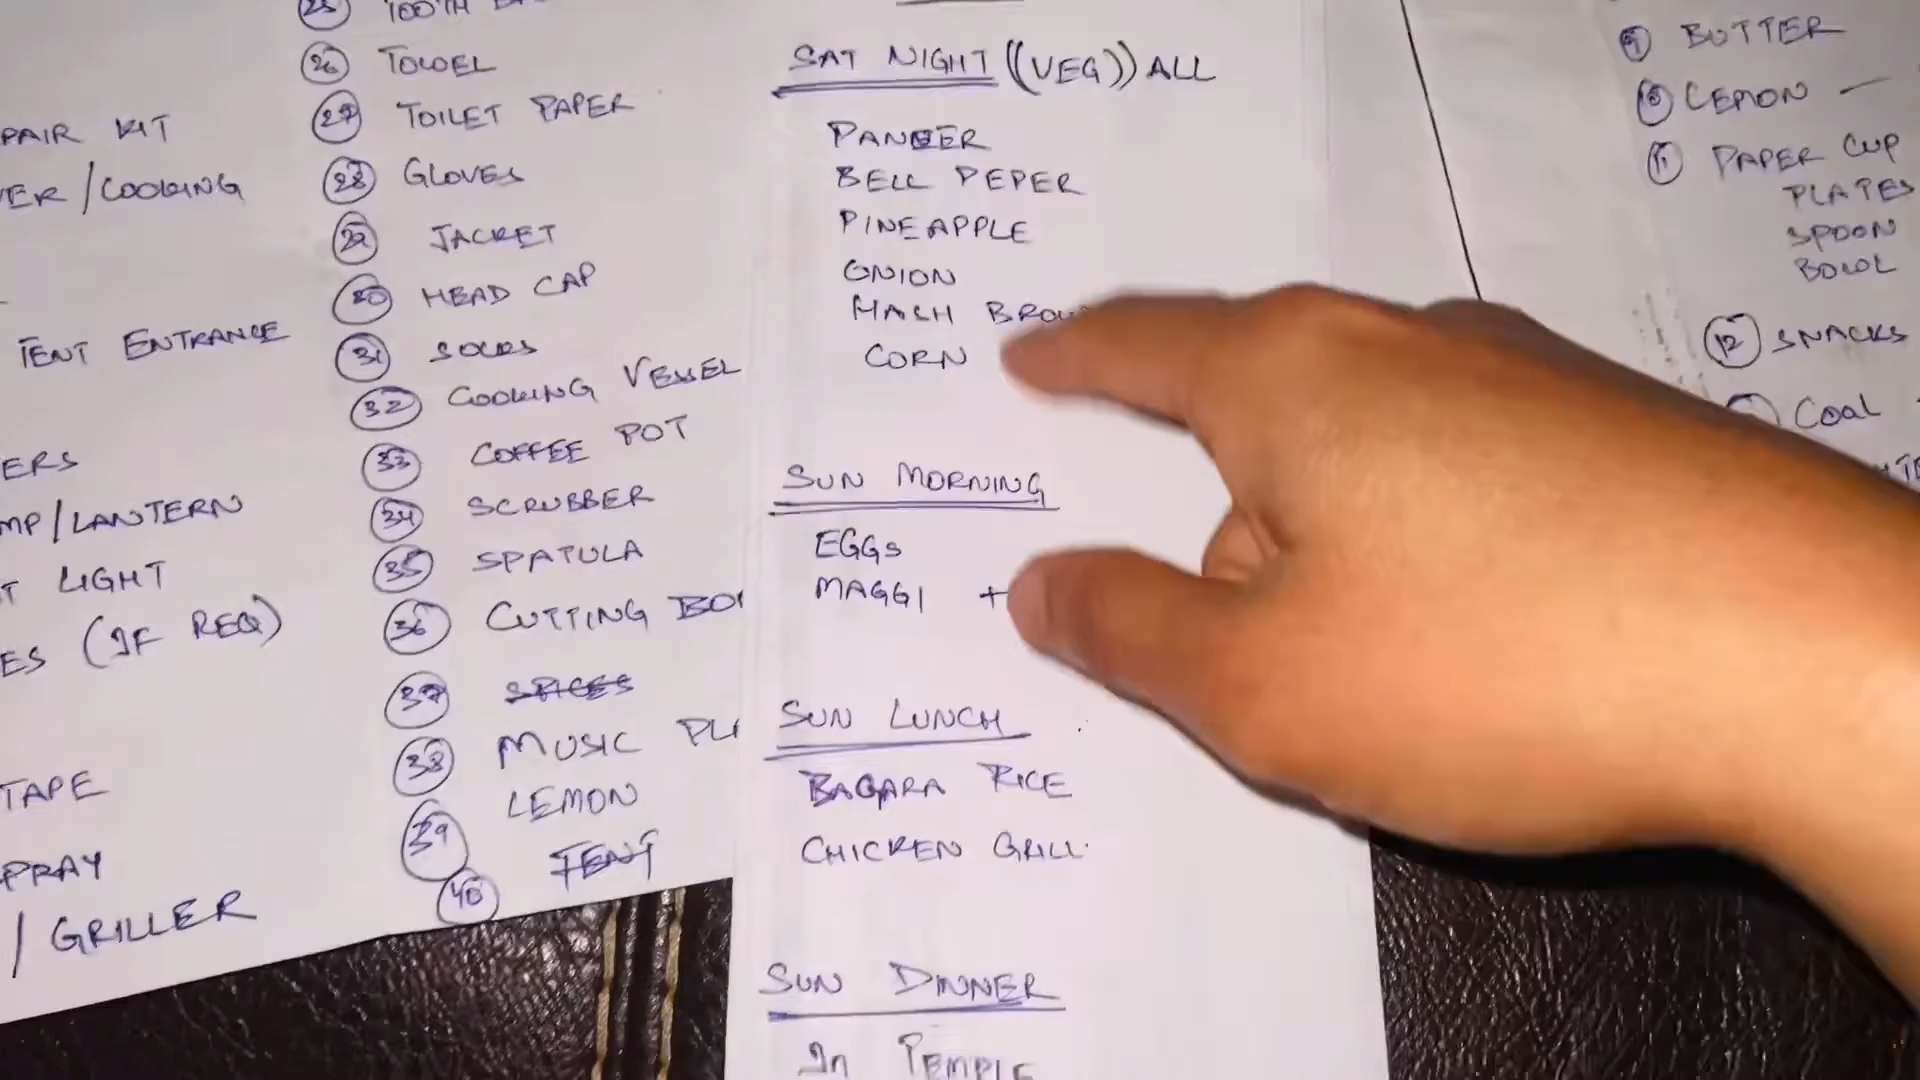 PAIR KIT
VER/COOKING
TENT ENTRANCE
ERS
MP/LANTERN
T LIGHT
ES (IF REQ)
TAPE
PRAY
/ GRILLER
25 TOOTH
26 TOWEL
27 TOILET PAPER
28 GLOVES
29 JACKET
30 HEAD CAP
31 SOCKS
32 COOKING VESSEL
33 COFFEE POT
34 SCRUBBER
35 SPATULA
36 CUTTING BO
37 SPICES
38 MUSIC PL
39 LEMON
40 TENT
SAT NIGHT ((VEG)) ALL
PANEER
BELL PEPER
PINEAPPLE
ONION
HASH BROW
CORN
SUN MORNING
EGGS
MAGGI +
SUN LUNCH
BAGARA RICE
CHICKEN GRILL
SUN DINNER
In TEMPLE
9 BUTTER
10 LEMON —
11 PAPER CUP
PLATES
SPOON
BOWL
12 SNACKS
Coal